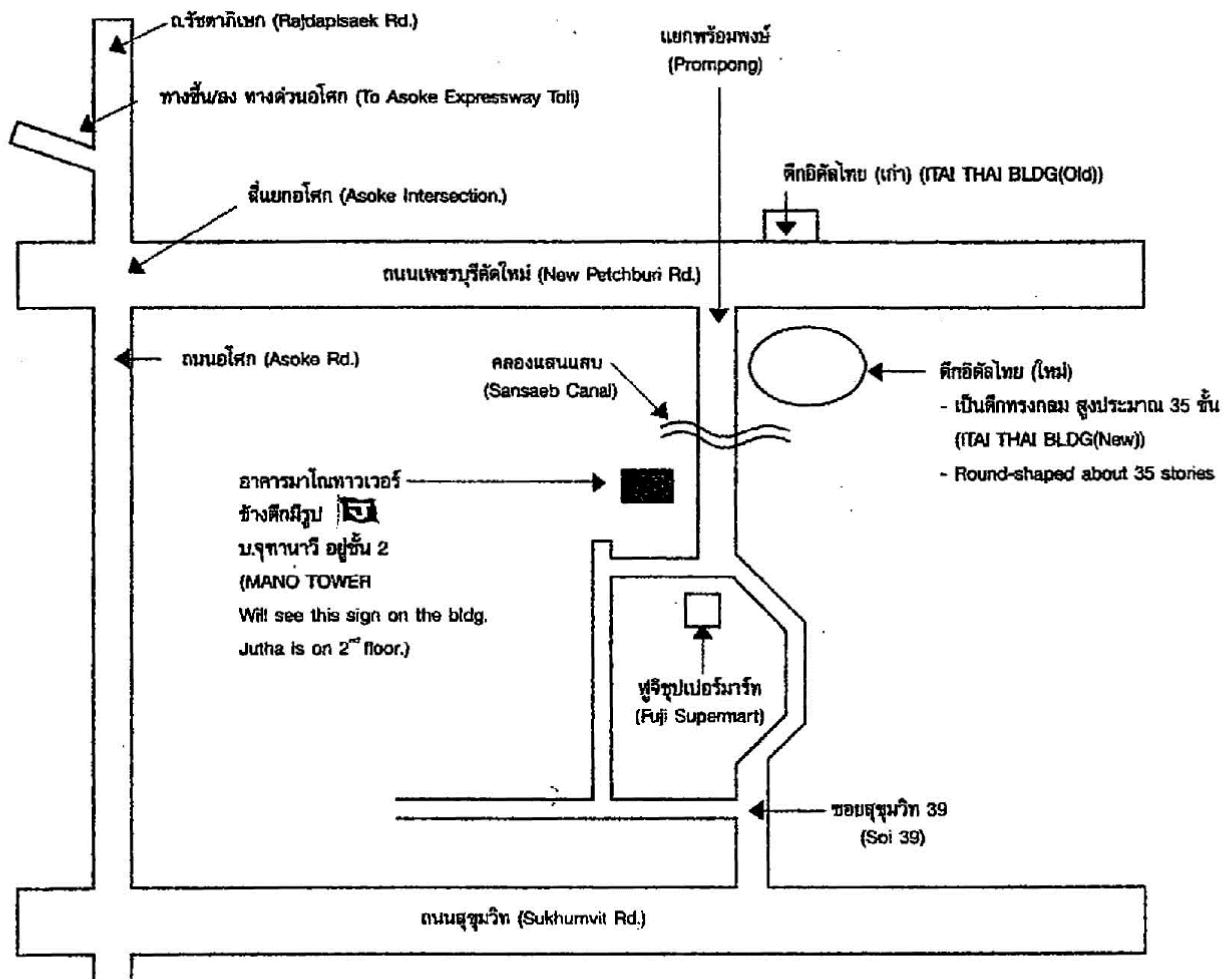 ถ.รัชดาภิเษก (Rajdapisaek Rd.)
แยกพร้อมพงษ์
(Prompong)
ทางขึ้น/ลง ทางด่วนอโศก (To Asoke Expressway Toll)
ตึกอิตัลไทย (เก่า) (ITAI THAI BLDG(Old))
สี่แยกอโศก (Asoke Intersection.)
ถนนเพชรบุรีตัดใหม่ (New Petchburi Rd.)
ถนนอโศก (Asoke Rd.)
คลองแสนแสบ
(Sansaeb Canal)
ตึกอิตัลไทย (ใหม่)
- เป็นตึกทรงกลม สูงประมาณ 35 ชั้น
(ITAI THAI BLDG(New))
- Round-shaped about 35 stories
อาคารมาโนทาวเวอร์
ข้างตึกมีรูป
บ.จุฑานาวี อยู่ชั้น 2
(MANO TOWER
Will see this sign on the bldg.
Jutha is on 2nd floor.)
ฟูจิซุปเปอร์มาร์ท
(Fuji Supermart)
ซอยสุขุมวิท 39
(Soi 39)
ถนนสุขุมวิท (Sukhumvit Rd.)